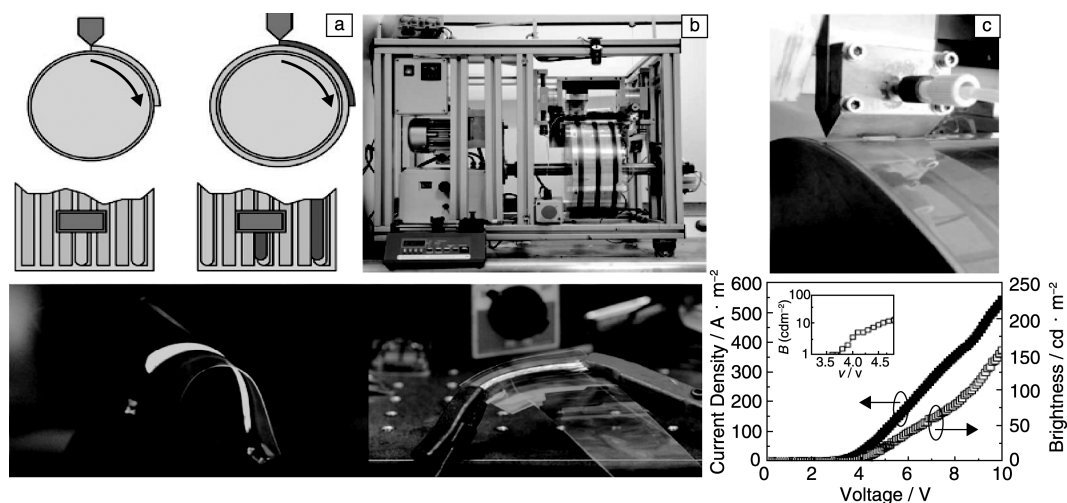 a
b
c
600
500
400
300
200
100
0
Current Density / A · m⁻²
250
200
150
100
50
0
Brightness / cd · m⁻²
100
10
1
B (cdm⁻²)
3.5 4.0 4.5
v / v
0 2 4 6 8 10
Voltage / V